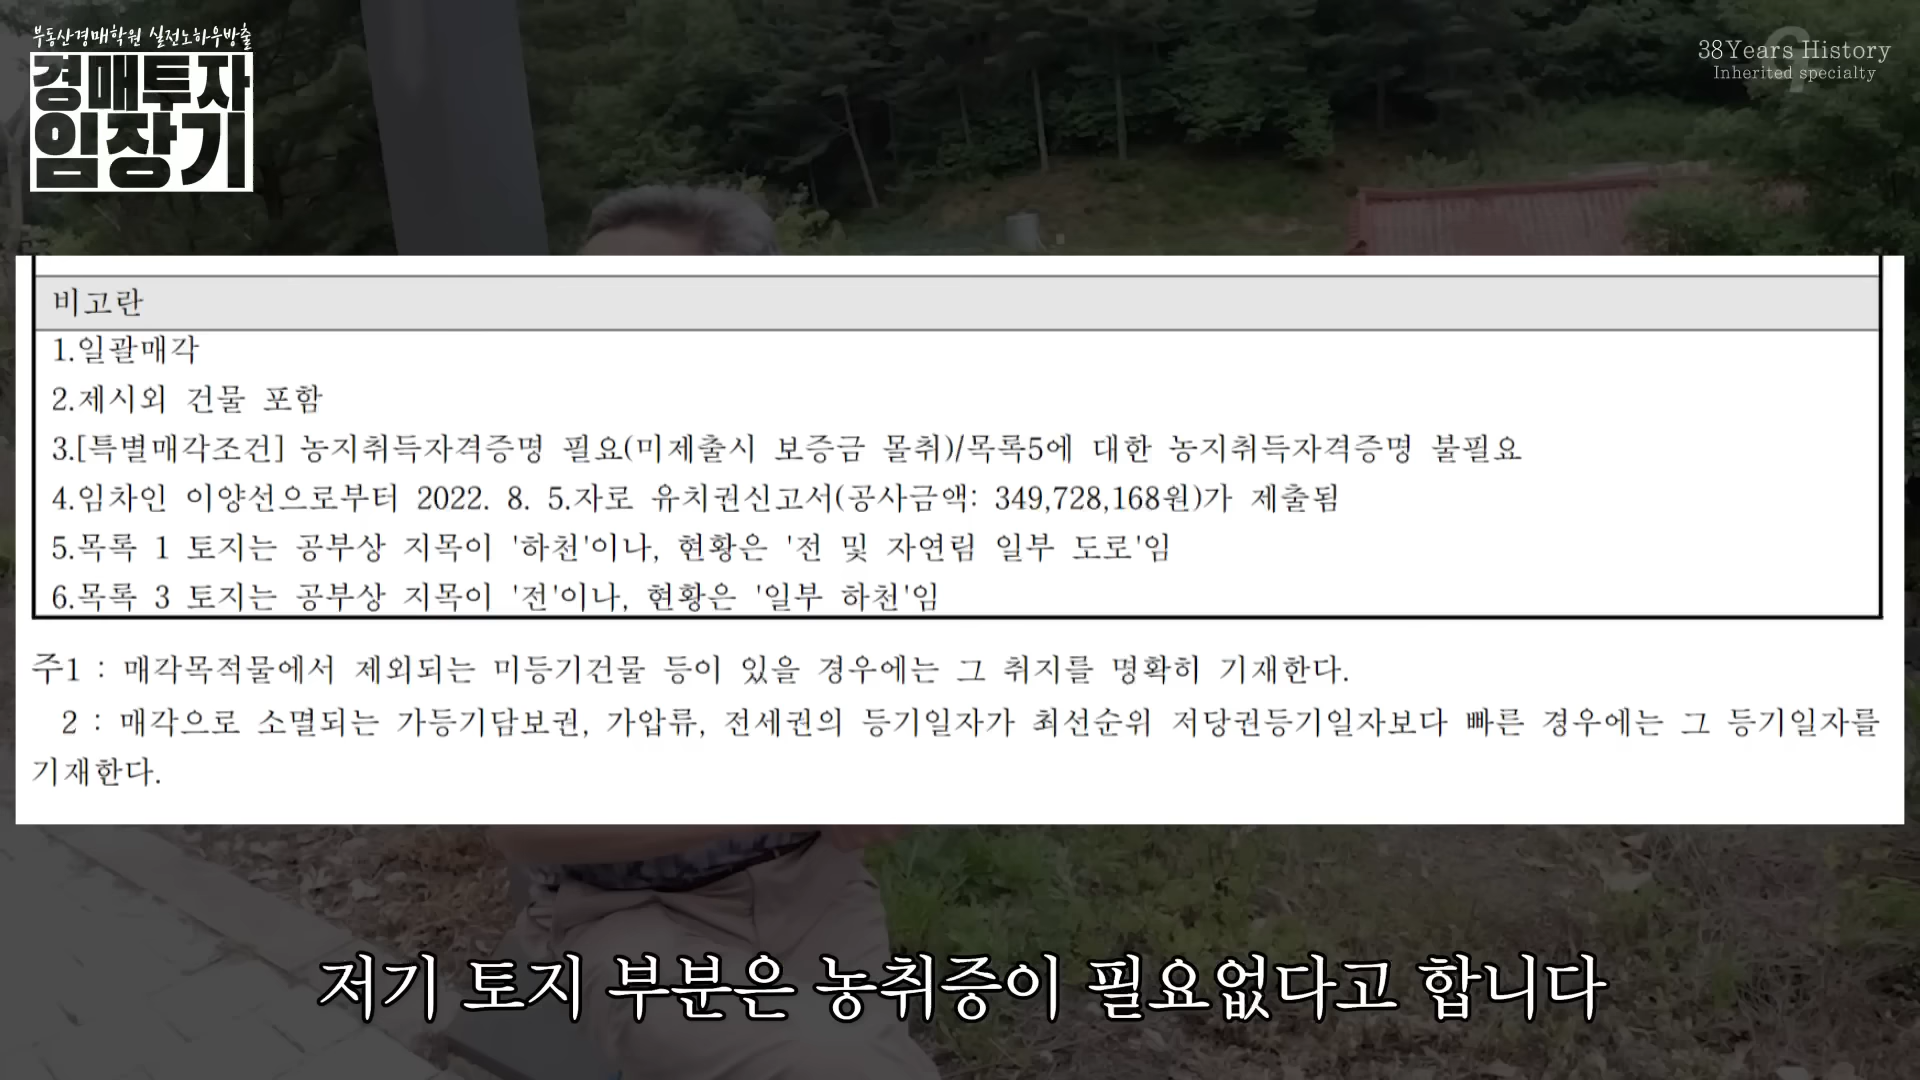 부동산경매학원 실전노하우방출
경매투자
임장기
38Years History
Inherited specialty
비고란
1.일괄매각
2.제시외 건물 포함
3.[특별매각조건] 농지취득자격증명 필요(미제출시 보증금 몰취)/목록5에 대한 농지취득자격증명 불필요
4.임차인 이양선으로부터 2022. 8. 5.자로 유치권신고서(공사금액: 349,728,168원)가 제출됨
5.목록 1 토지는 공부상 지목이 '하천'이나, 현황은 '전 및 자연림 일부 도로'임
6.목록 3 토지는 공부상 지목이 '전'이나, 현황은 '일부 하천'임
주1 : 매각목적물에서 제외되는 미등기건물 등이 있을 경우에는 그 취지를 명확히 기재한다.
2 : 매각으로 소멸되는 가등기담보권, 가압류, 전세권의 등기일자가 최선순위 저당권등기일자보다 빠른 경우에는 그 등기일자를
기재한다.
저기 토지 부분은 농취증이 필요없다고 합니다